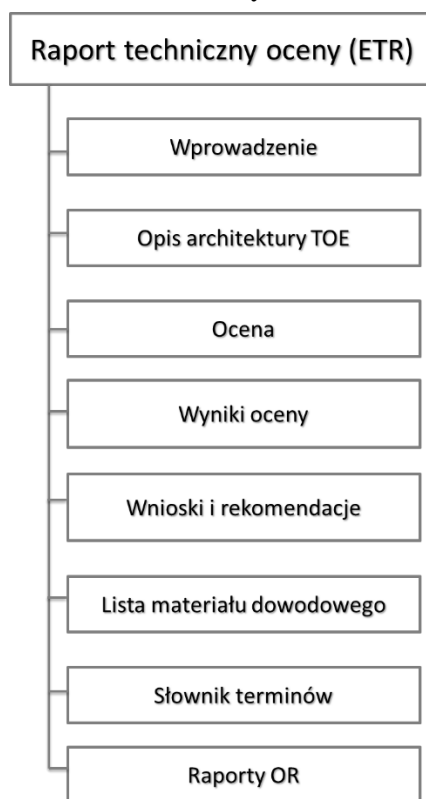 Raport techniczny oceny (ETR)
Wprowadzenie
Opis architektury TOE
Ocena
Wyniki oceny
Wnioski i rekomendacje
Lista materiału dowodowego
Słownik terminów
Raporty OR